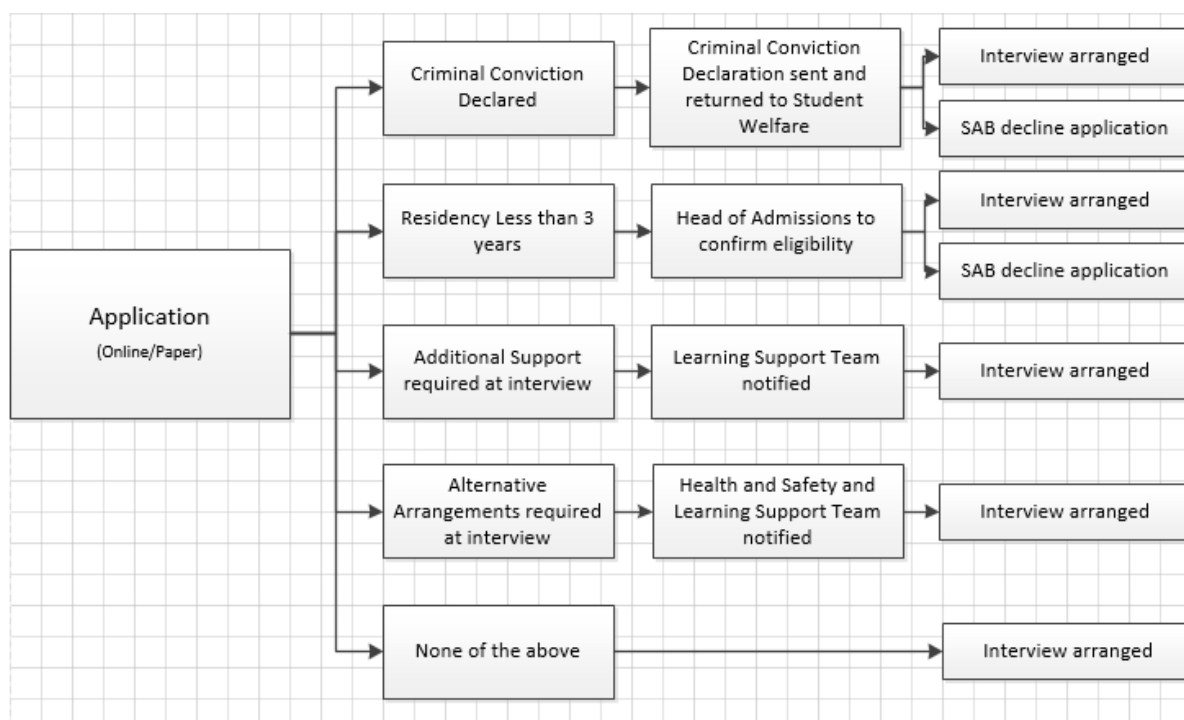 Application
(Online/Paper)
Criminal Conviction
Declared
Criminal Conviction
Declaration sent and
returned to Student
Welfare
Interview arranged
SAB decline application
Residency Less than 3
years
Head of Admissions to
confirm eligibility
Interview arranged
SAB decline application
Additional Support
required at interview
Learning Support Team
notified
Interview arranged
Alternative
Arrangements required
at interview
Health and Safety and
Learning Support Team
notified
Interview arranged
None of the above
Interview arranged